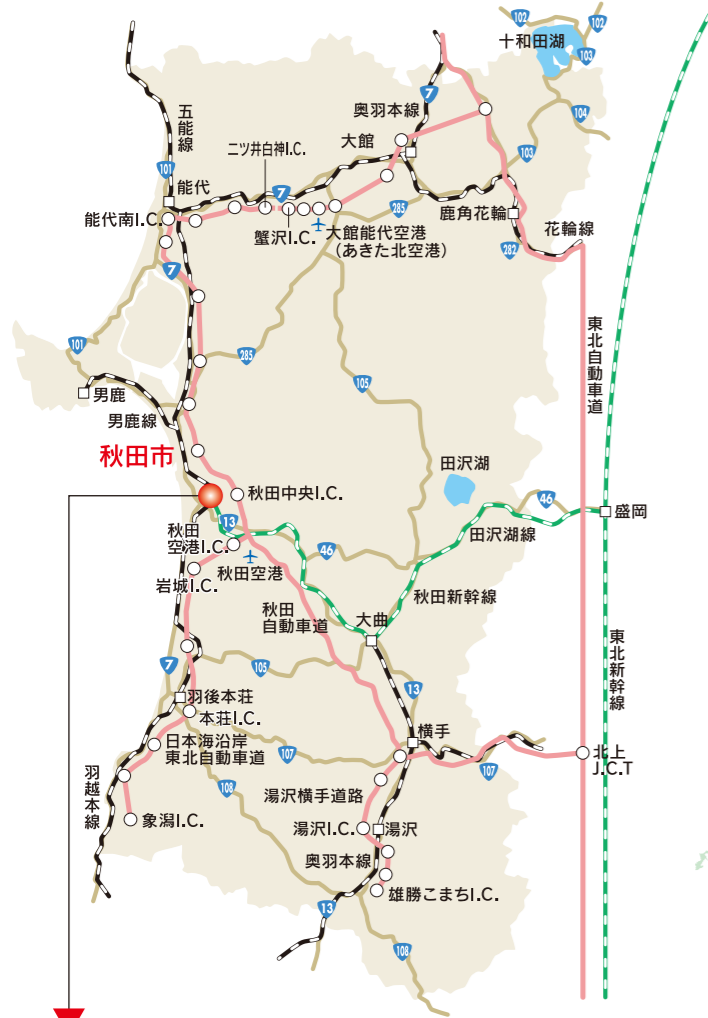 102
102
十和田湖
103
7
奥羽本線
五能線
104
大館
二ツ井白神I.C.
103
101
能代
7
285
能代南I.C.
鹿角花輪
花輪線
蟹沢I.C.
大館能代空港
(あきた北空港)
282
7
東北自動車道
101
285
105
男鹿
男鹿線
秋田市
田沢湖
秋田中央I.C.
46
盛岡
13
田沢湖線
秋田
空港I.C.
46
秋田空港
岩城I.C.
秋田新幹線
秋田
自動車道
大曲
東北新幹線
7
105
13
羽後本荘
本荘I.C.
横手
日本海沿岸
東北自動車道
107
北上
J.C.T
107
羽越本線
108
湯沢横手道路
象潟I.C.
湯沢I.C.
湯沢
奥羽本線
雄勝こまちI.C.
13
108